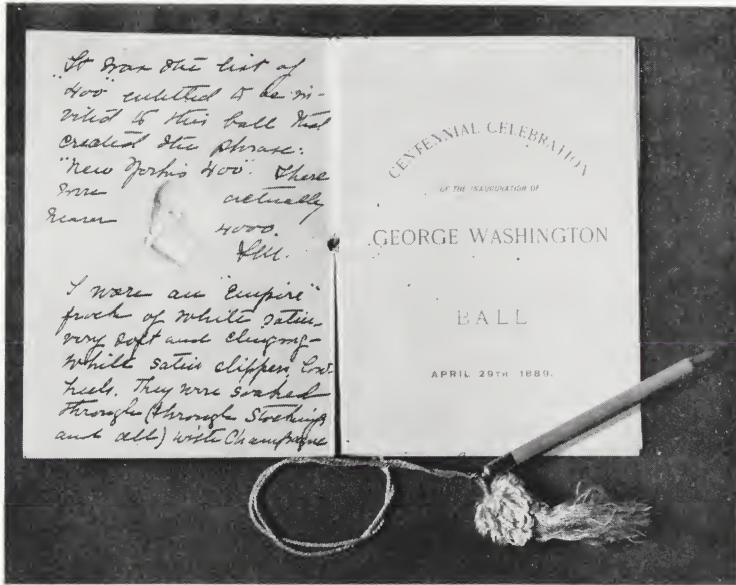 "It was the list of
"400" entitled to be in-
vited to this ball that
created the phrase:
"New York's 400". There
were actually
nearer 4000.
I wore an "Empire"
frock of white satin,
very soft and clinging-
white satin slippers, low
heels. They were soaked
through (through stockings
and all) with Champagne
CENTENNIAL CELEBRATION
OF THE INAUGURATION OF
GEORGE WASHINGTON
BALL
APRIL 29TH 1889.